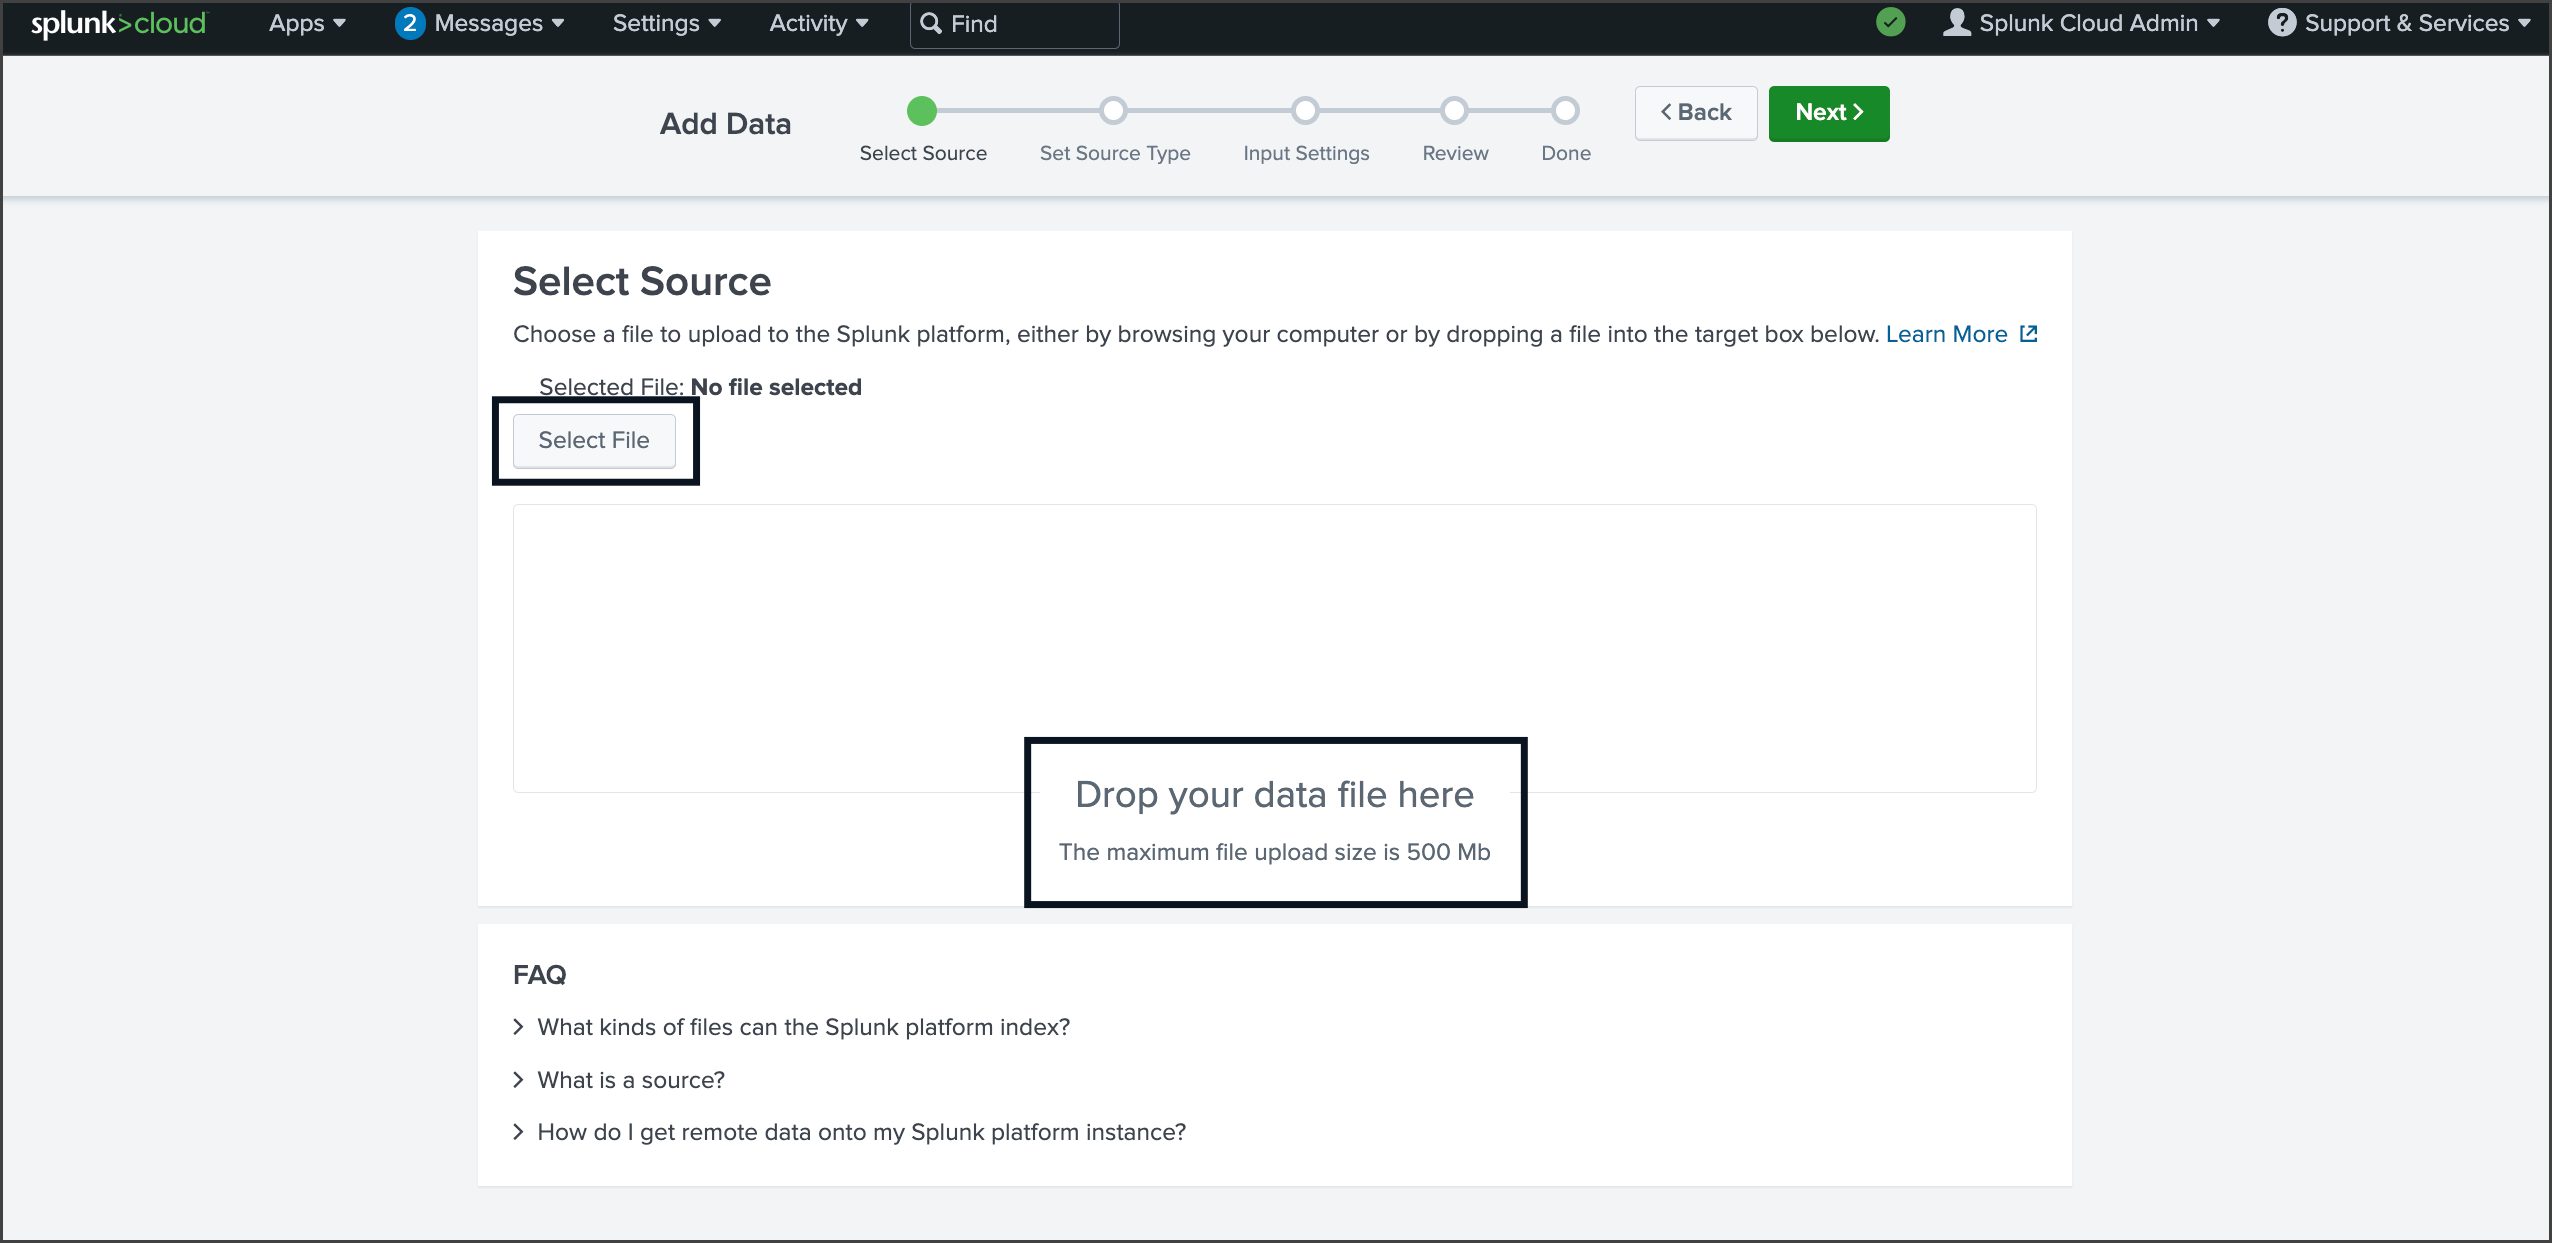 splunk>cloud Apps 2 Messages Settings Activity Find Splunk Cloud Admin ? Support & Services
Add Data
Select Source Set Source Type Input Settings Review Done
< Back Next >
Select Source
Choose a file to upload to the Splunk platform, either by browsing your computer or by dropping a file into the target box below. Learn More
Selected File: No file selected
Select File
Drop your data file here
The maximum file upload size is 500 Mb
FAQ
> What kinds of files can the Splunk platform index?
> What is a source?
> How do I get remote data onto my Splunk platform instance?